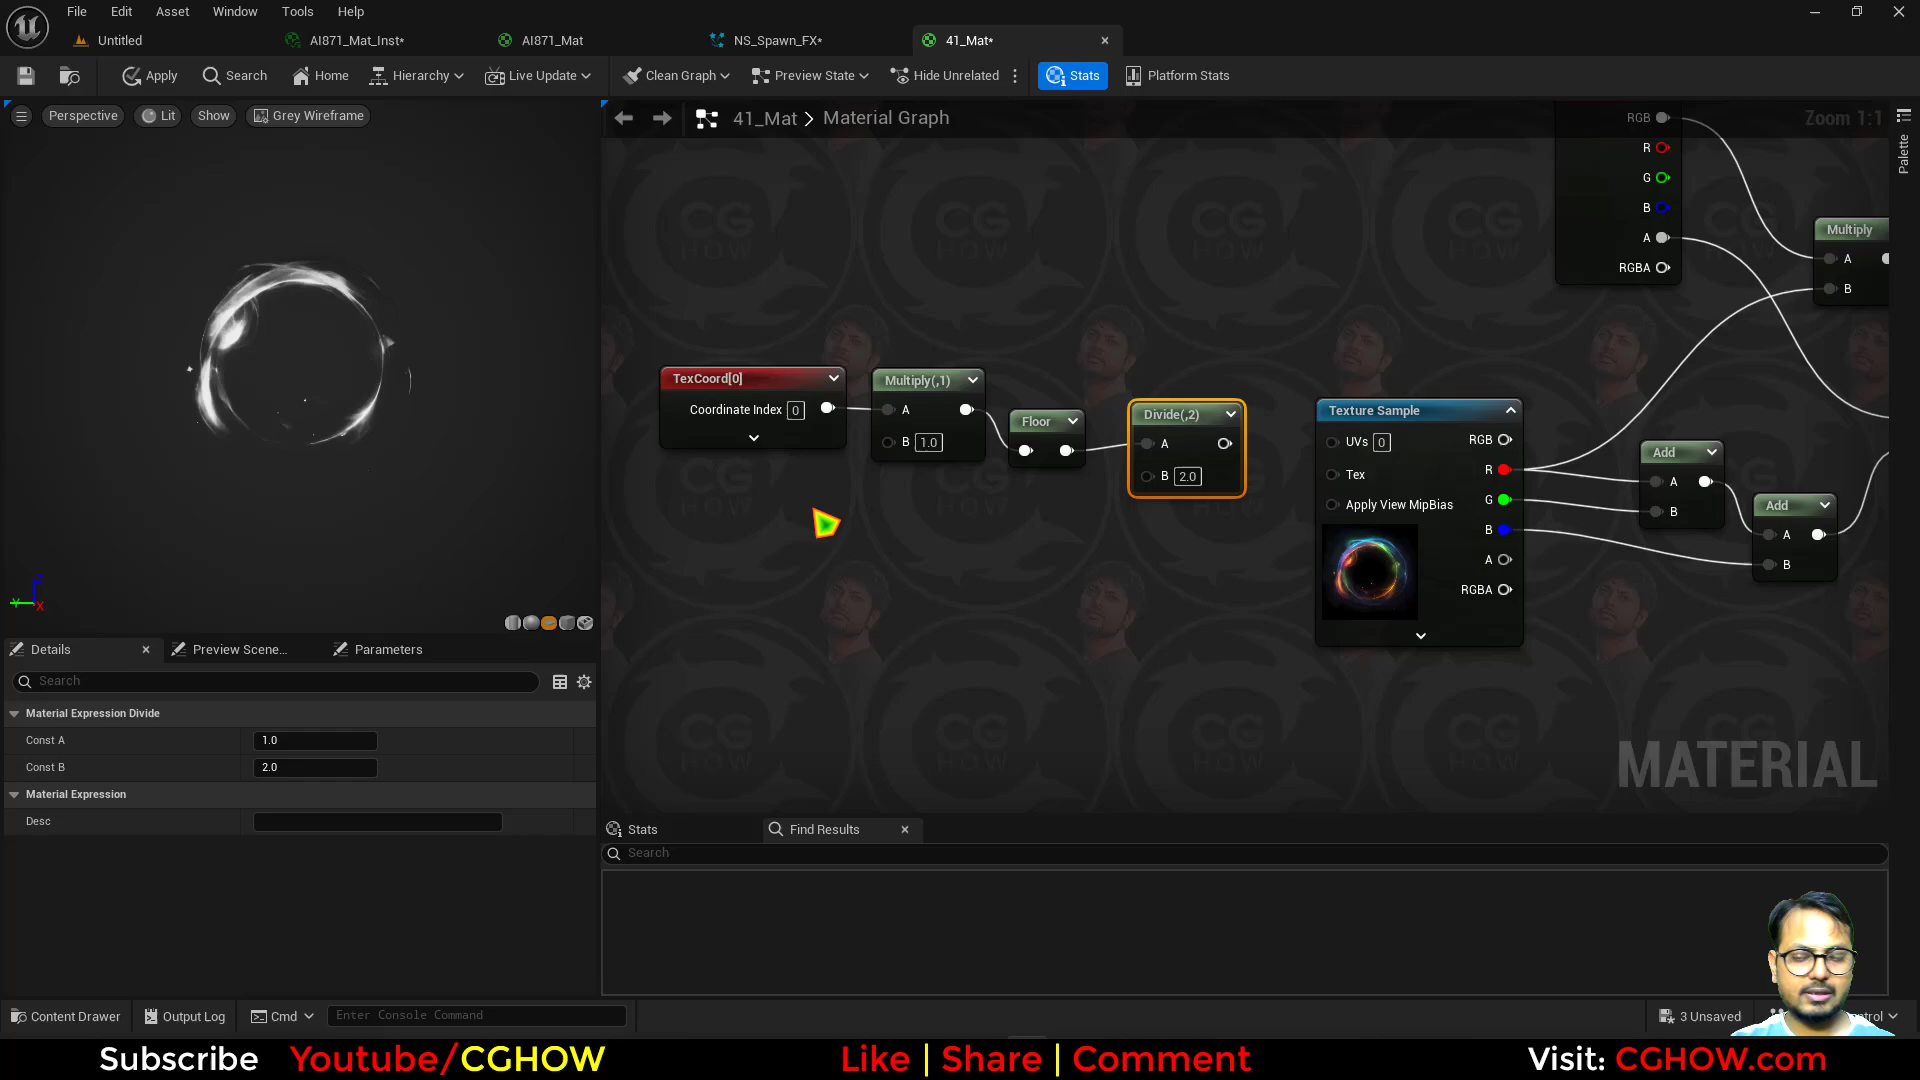 File Edit Asset Window Tools Help
Untitled AI871_Mat_Inst* AI871_Mat NS_Spawn_FX* 41_Mat*
Apply Search Home Hierarchy Live Update Clean Graph Preview State Hide Unrelated Stats Platform Stats
Perspective Lit Show Grey Wireframe
41_Mat > Material Graph Zoom 1:1
Palette
RGB
R
G
B
A
RGBA
Multiply
A
B
TexCoord[0]
Coordinate Index 0
Multiply(,1)
A
B 1.0
Floor
Divide(,2)
A
B 2.0
Texture Sample
UVs 0 RGB
Tex R
Apply View MipBias G
B
A
RGBA
Add
A
B
Add
A
B
CG HOW
MATERIAL
Z
Y X
Details Preview Scene... Parameters
Search
Material Expression Divide
Const A 1.0
Const B 2.0
Material Expression
Desc
Stats Find Results
Search
Content Drawer Output Log Cmd Enter Console Command 3 Unsaved
Subscribe Youtube/CGHOW Like | Share | Comment Visit: CGHOW.com